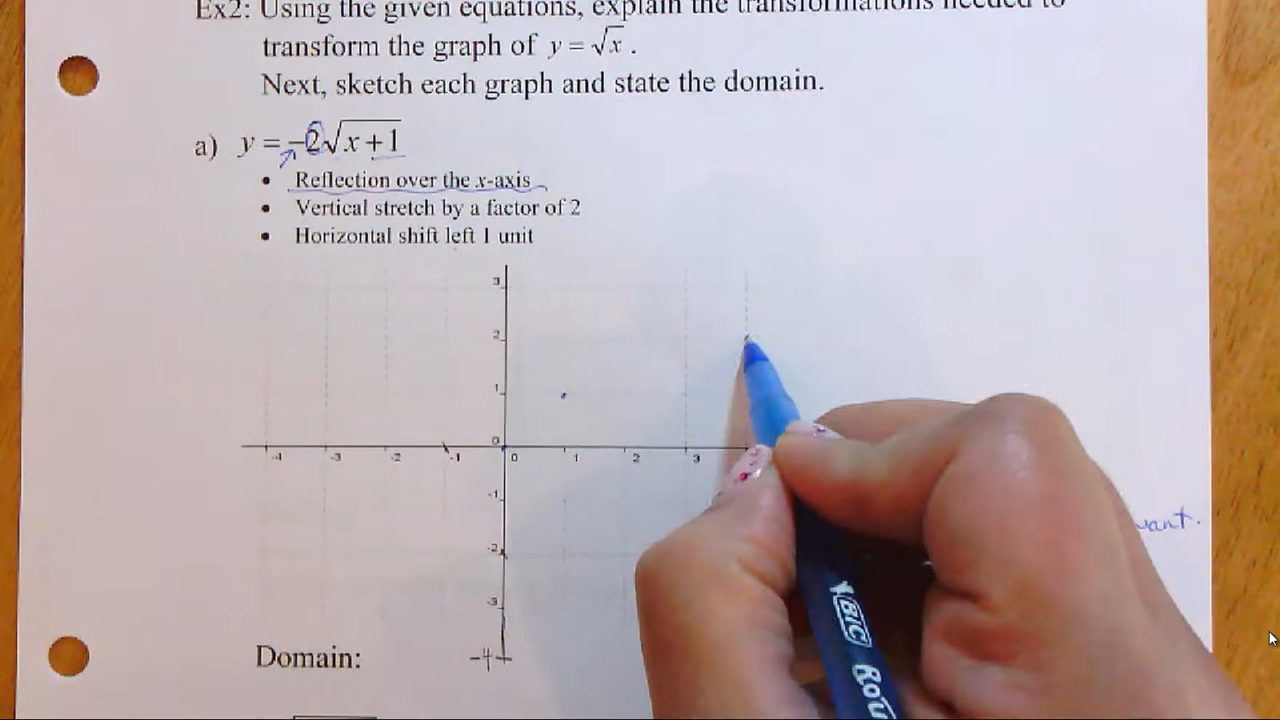 Ex2: Using the given equations, explain the transformations needed to
transform the graph of y = √x .
Next, sketch each graph and state the domain.
a) y = -2√x+1
• Reflection over the x-axis
• Vertical stretch by a factor of 2
• Horizontal shift left 1 unit
3
2
1
0
-4 -3 -2 -1 0 1 2 3
-1
-2
-3
-4
want.
Domain:
BIC